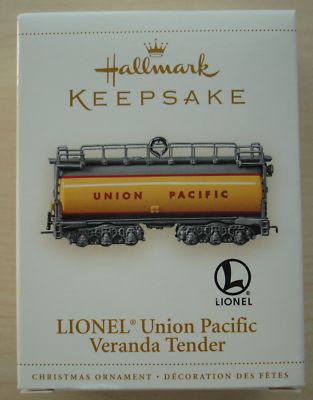 Hallmark
KEEPSAKE
UNION PACIFIC
L
LIONEL
LIONEL® Union Pacific
Veranda Tender
CHRISTMAS ORNAMENT • DÉCORATION DES FÊTES